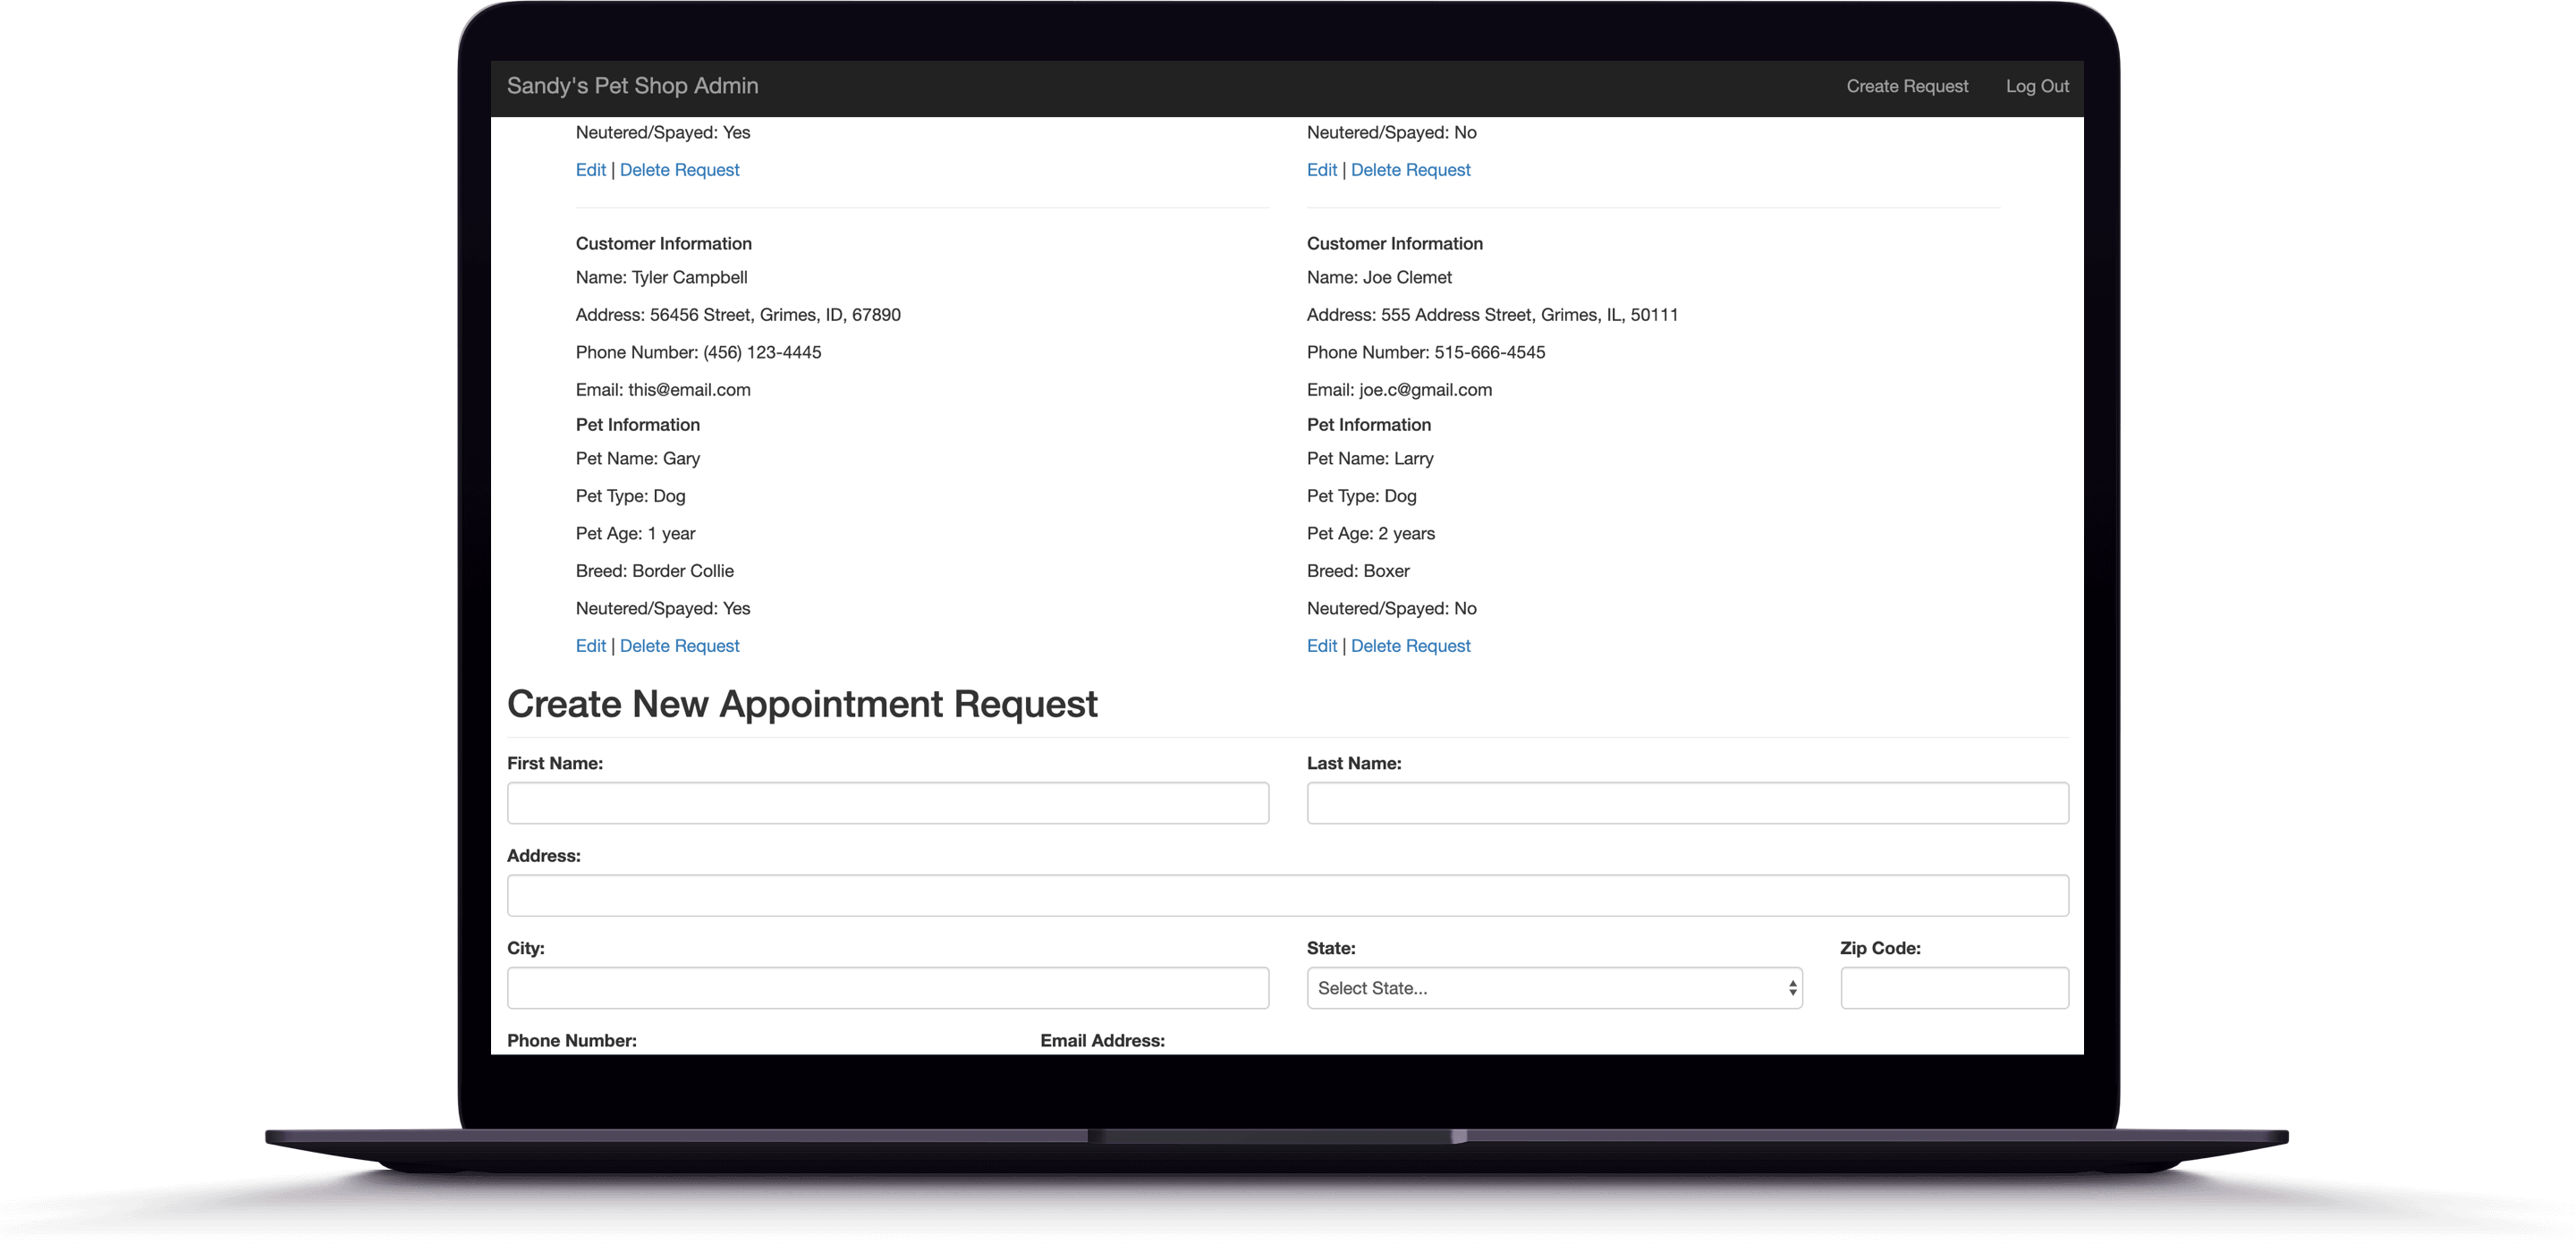 Sandy's Pet Shop Admin
Create Request
Log Out
Neutered/Spayed: Yes
Edit | Delete Request
Neutered/Spayed: No
Edit | Delete Request
Customer Information
Name: Tyler Campbell
Address: 56456 Street, Grimes, ID, 67890
Phone Number: (456) 123-4445
Email: this@email.com
Pet Information
Pet Name: Gary
Pet Type: Dog
Pet Age: 1 year
Breed: Border Collie
Neutered/Spayed: Yes
Edit | Delete Request
Customer Information
Name: Joe Clemet
Address: 555 Address Street, Grimes, IL, 50111
Phone Number: 515-666-4545
Email: joe.c@gmail.com
Pet Information
Pet Name: Larry
Pet Type: Dog
Pet Age: 2 years
Breed: Boxer
Neutered/Spayed: No
Edit | Delete Request
Create New Appointment Request
First Name:
Last Name:
Address:
City:
State:
Zip Code:
Select State...
Phone Number:
Email Address: